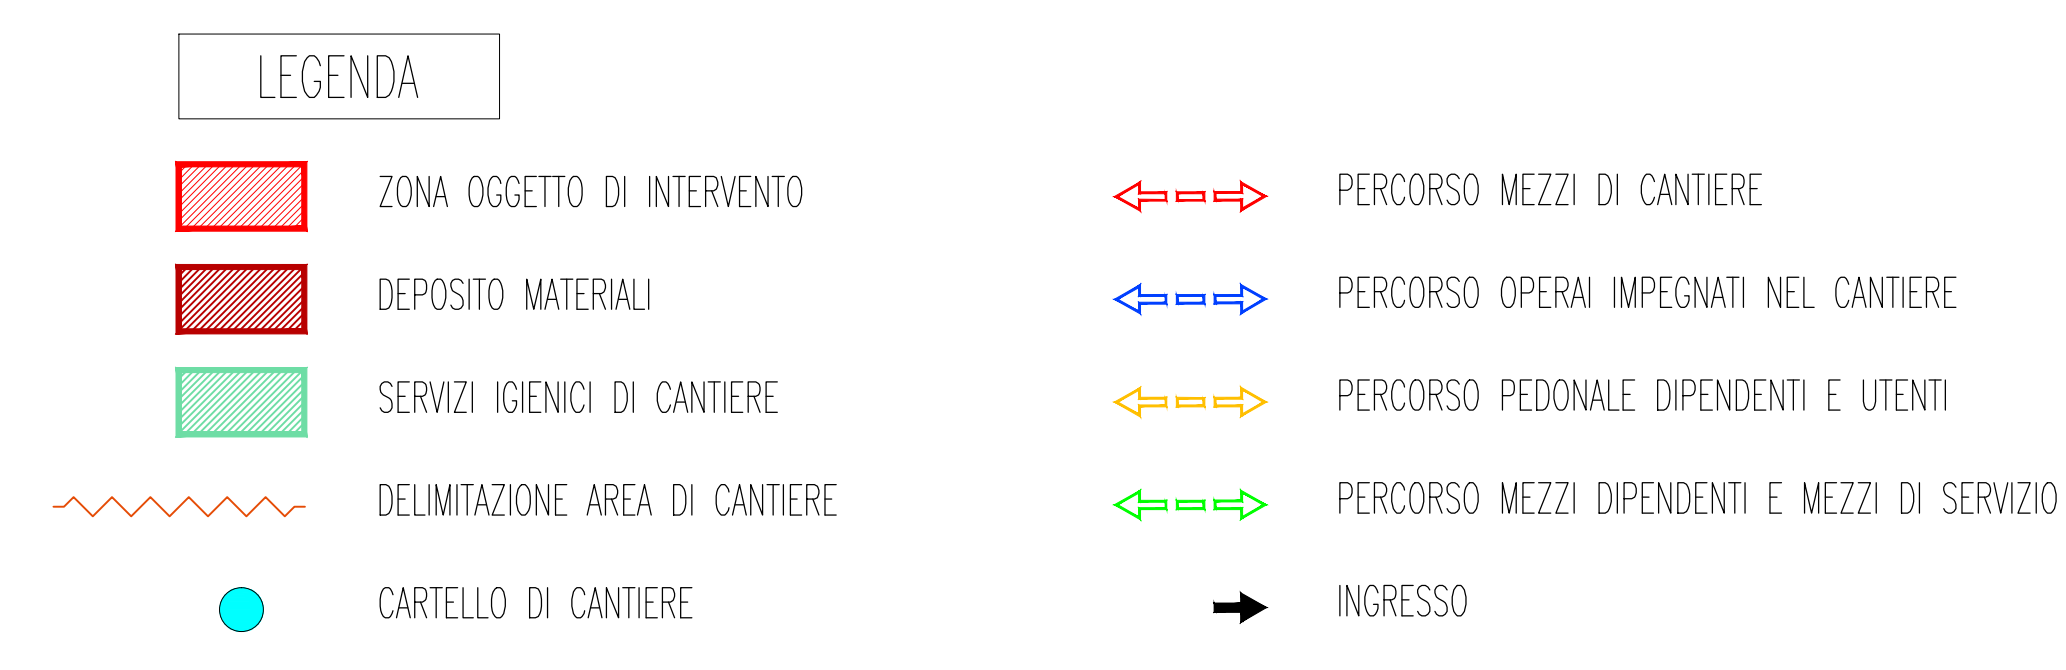 LEGENDA
ZONA OGGETTO DI INTERVENTO
DEPOSITO MATERIALI
SERVIZI IGIENICI DI CANTIERE
DELIMITAZIONE AREA DI CANTIERE
CARTELLO DI CANTIERE
PERCORSO MEZZI DI CANTIERE
PERCORSO OPERAI IMPEGNATI NEL CANTIERE
PERCORSO PEDONALE DIPENDENTI E UTENTI
PERCORSO MEZZI DIPENDENTI E MEZZI DI SERVIZIO
INGRESSO